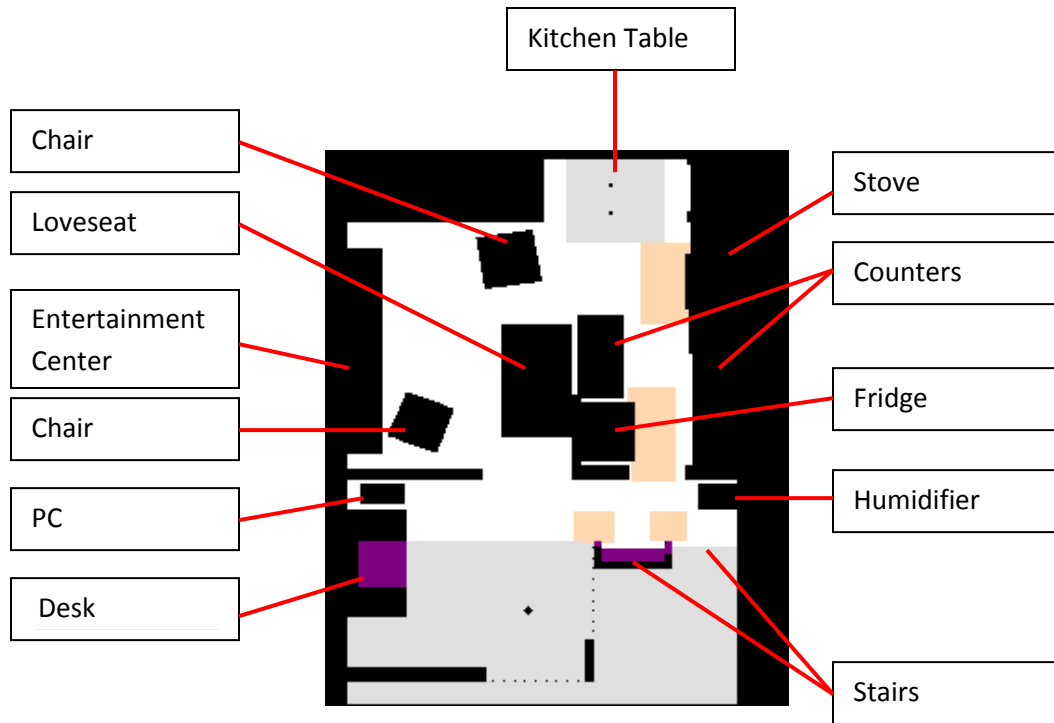 Kitchen Table
Chair
Loveseat
Entertainment
Center
Chair
PC
Desk
Stove
Counters
Fridge
Humidifier
Stairs